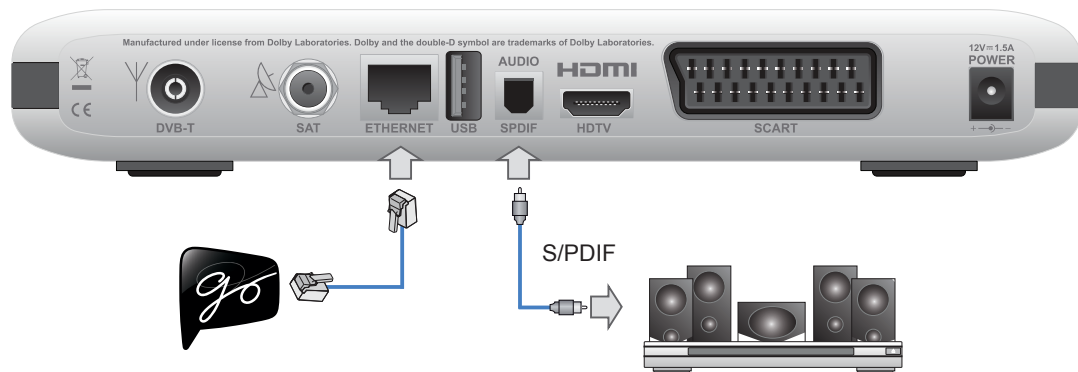 Manufactured under license from Dolby Laboratories. Dolby and the double-D symbol are trademarks of Dolby Laboratories.
12V⎓1.5A
POWER
AUDIO
HDMI
CE
DVB-T
SAT
ETHERNET
USB
SPDIF
HDTV
SCART
+ −
S/PDIF
go